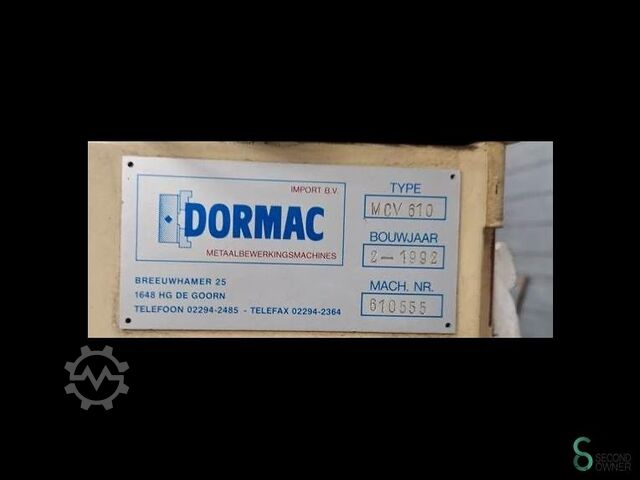 IMPORT B.V.
DORMAC
METAALBEWERKINGSMACHINES
BREEUWHAMER 25
1648 HG DE GOORN
TELEFOON 02294-2485 - TELEFAX 02294-2364
TYPE
MCV 610
BOUWJAAR
2-1992
MACH. NR.
610555
SECOND
OWNER